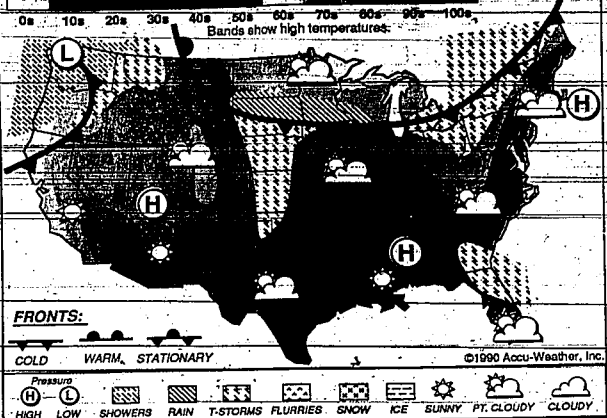 0s 10s 20s 30s 40s 50s 60s 70s 80s 90s 100s
Bands show high temperatures.
L
H
H
H
FRONTS:
COLD WARM STATIONARY
©1990 Accu-Weather, Inc.
Pressure
H L
HIGH LOW SHOWERS RAIN T-STORMS FLURRIES SNOW ICE SUNNY PT. CLOUDY CLOUDY